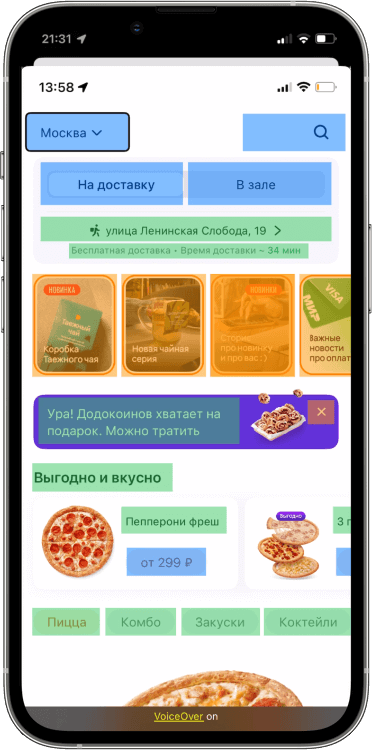 21:31
13:58
Москва
На доставку
В зале
улица Ленинская Слобода, 19
Бесплатная доставка • Время доставки ~ 34 мин
НОВИНКА
Таежный чай
Коробка
Таежного чая
Новая чайная
серия
НОВИНКА
Сторис
про новинку
и про вас : )
VISA
МИР
Важные
новости
про оплат
Ура! Додокоинов хватает на
подарок. Можно тратить
Выгодно и вкусно
Пепперони фреш
от 299 ₽
Выгодно
3 п
Пицца
Комбо
Закуски
Коктейли
VoiceOver on